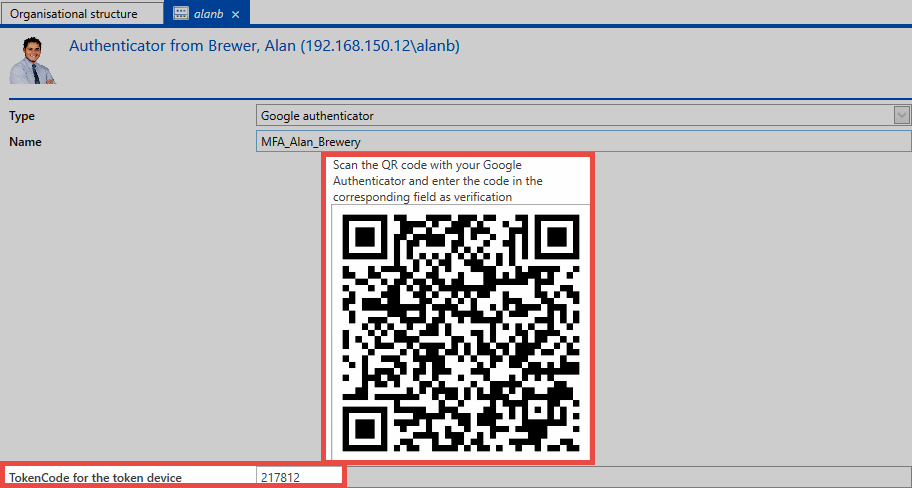 Organisational structure
alanb
Authenticator from Brewer, Alan (192.168.150.12\alanb)
Type
Google authenticator
Name
MFA_Alan_Brewery
Scan the QR code with your Google
Authenticator and enter the code in the
corresponding field as verification
TokenCode for the token device
217812